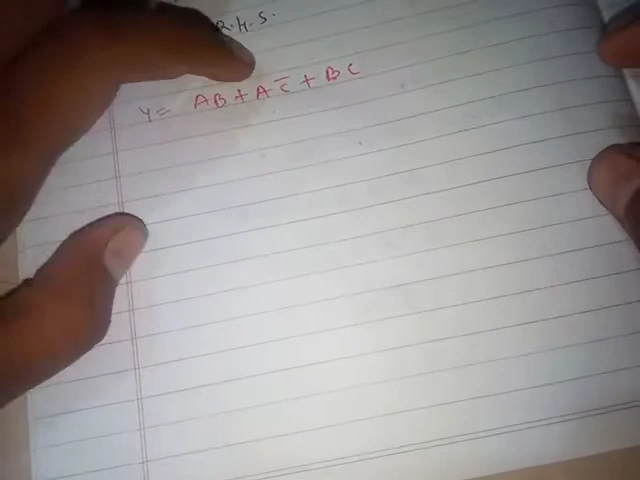 R.H.S.
Y = AB + AC̅ + BC